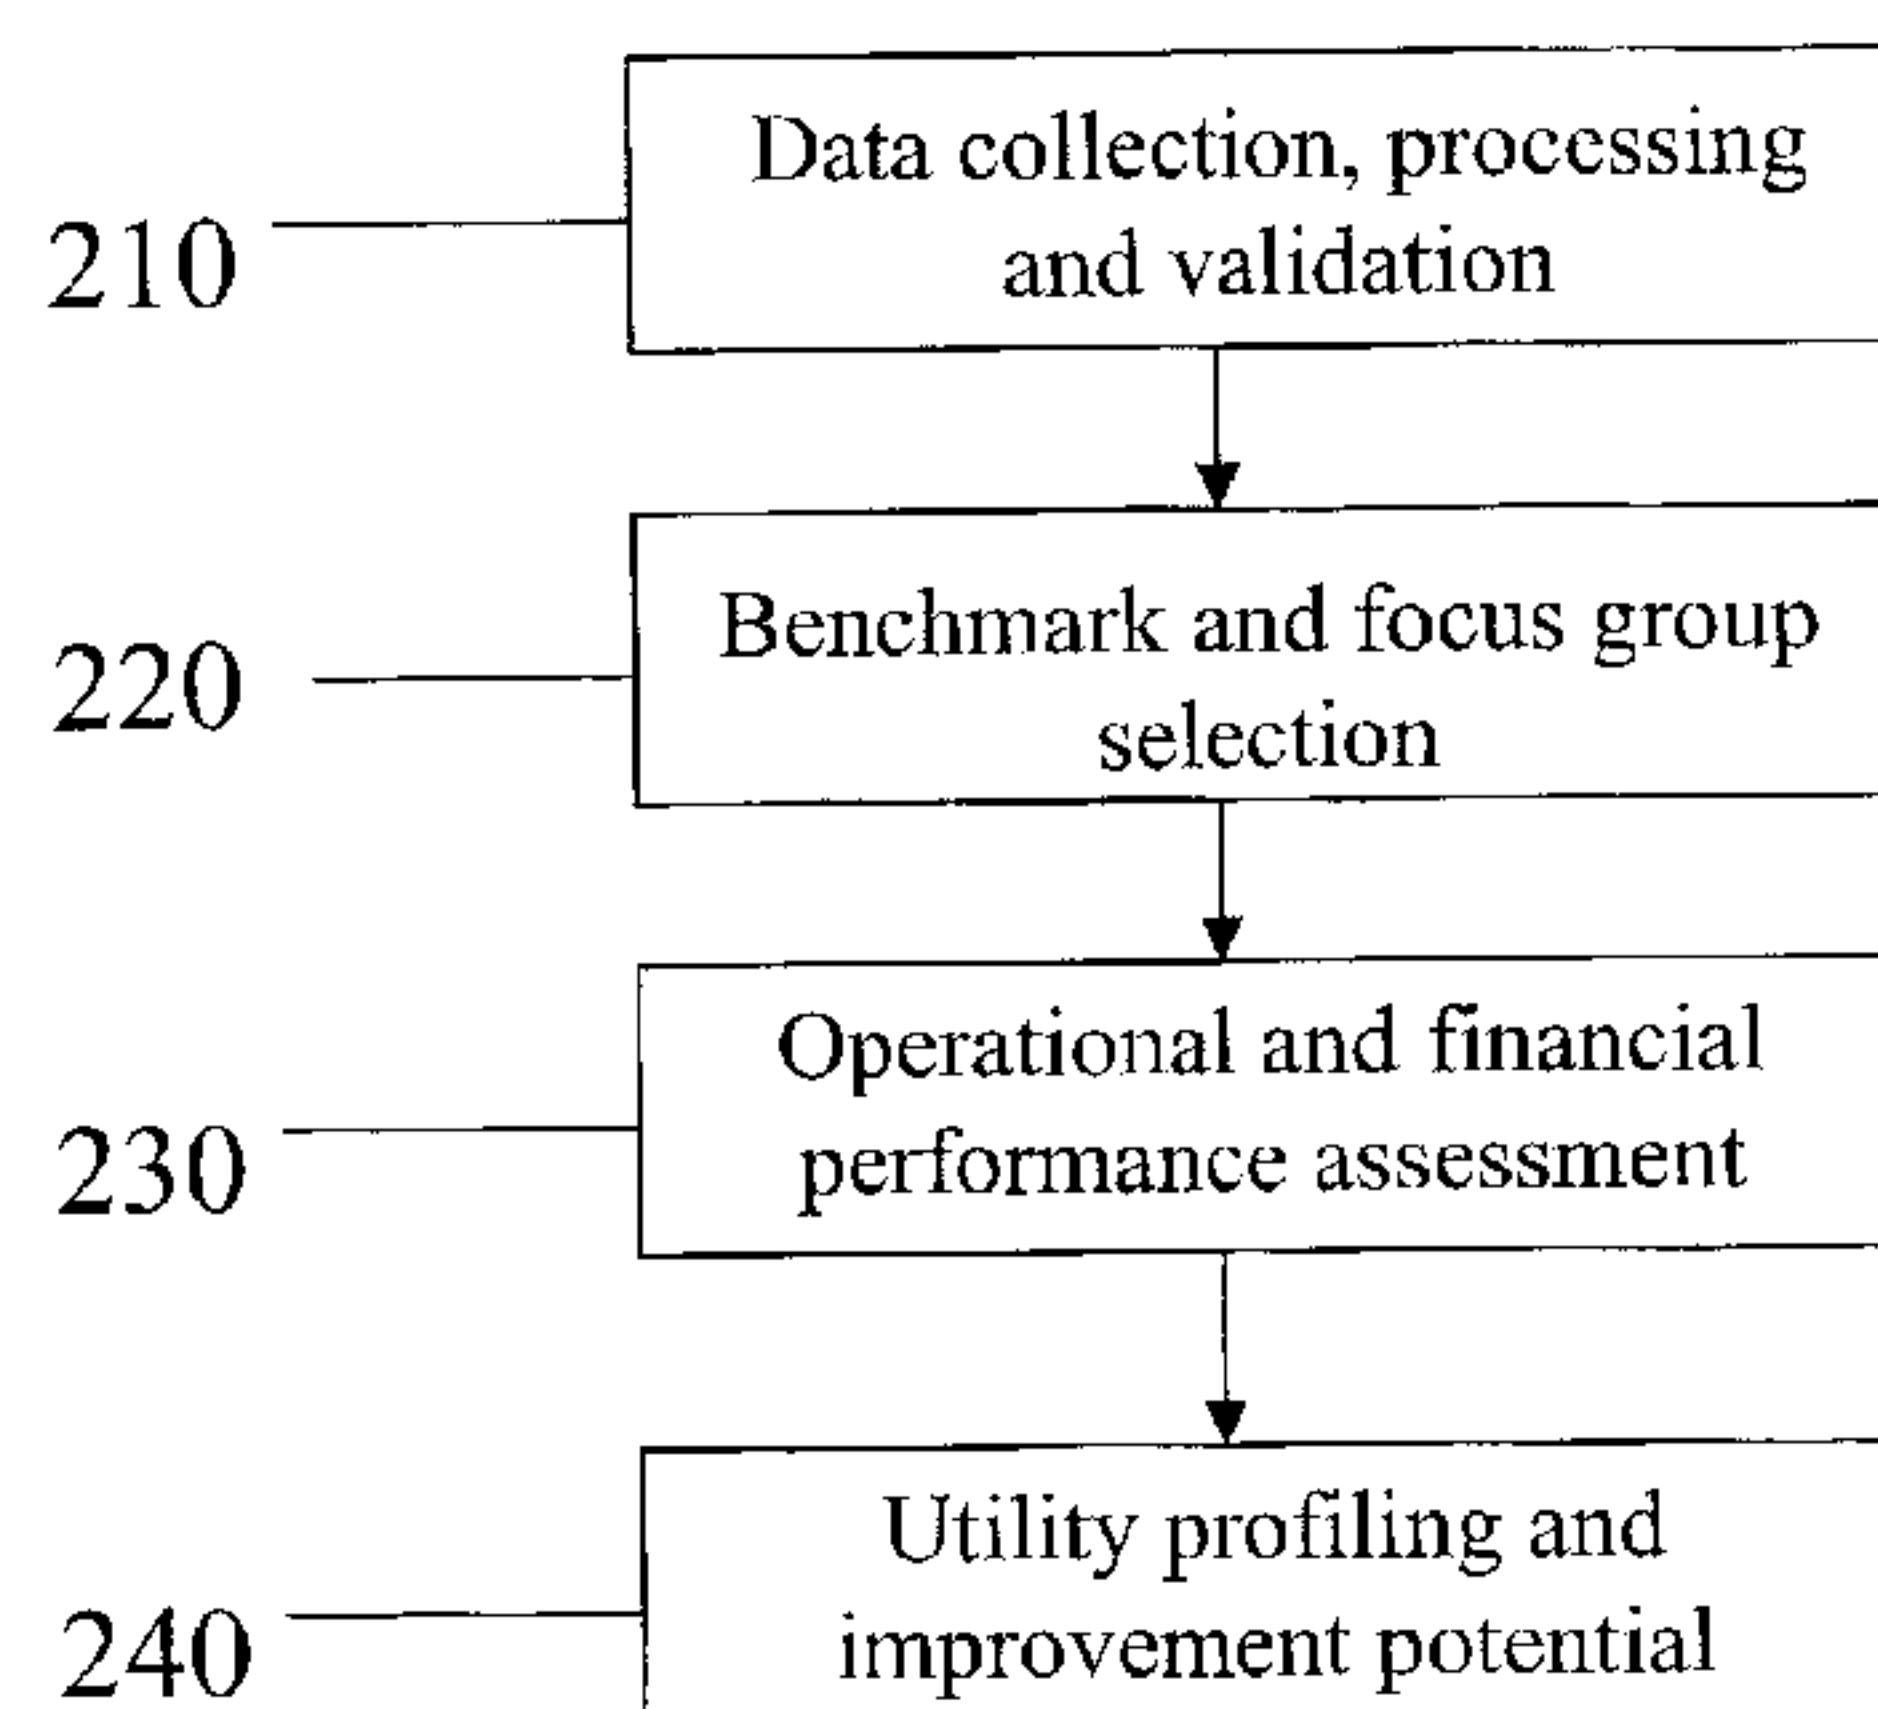 Data collection, processing
and validation
210
Benchmark and focus group
selection
220
Operational and financial
performance assessment
230
Utility profiling and
improvement potential
240